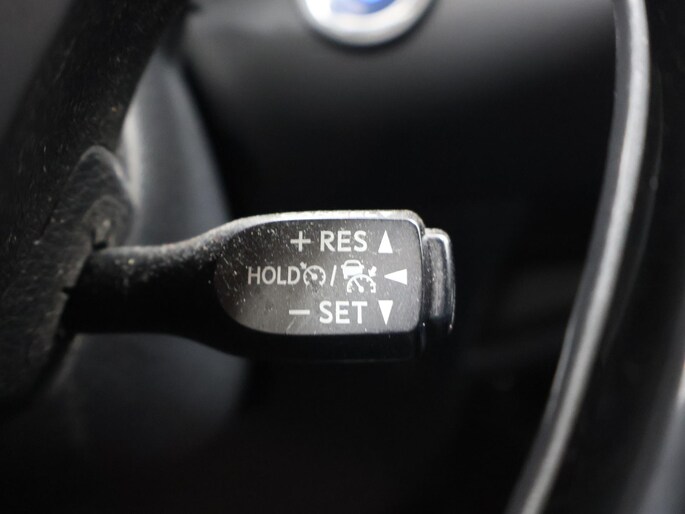 + RES ▲
HOLD / ◀
− SET ▼